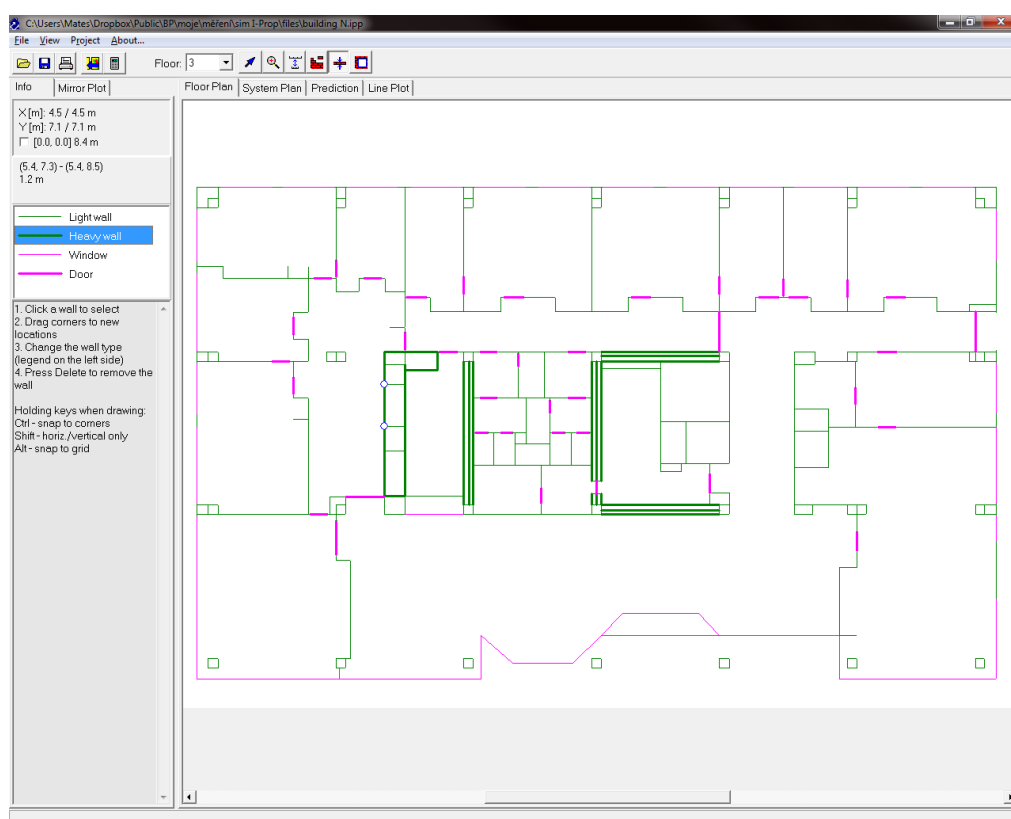 C:\Users\Mates\Dropbox\Public\BP\moje\měření\sim I-Prop\files\building N.ipp
File View Project About...
Floor: 3
Info Mirror Plot
Floor Plan System Plan Prediction Line Plot
X [m]: 4.5 / 4.5 m
Y [m]: 7.1 / 7.1 m
[0.0, 0.0] 8.4 m
(5.4, 7.3) - (5.4, 8.5)
1.2 m
Light wall
Heavy wall
Window
Door
1. Click a wall to select
2. Drag corners to new
locations
3. Change the wall type
(legend on the left side)
4. Press Delete to remove the
wall
Holding keys when drawing:
Ctrl - snap to corners
Shift - horiz./vertical only
Alt - snap to grid